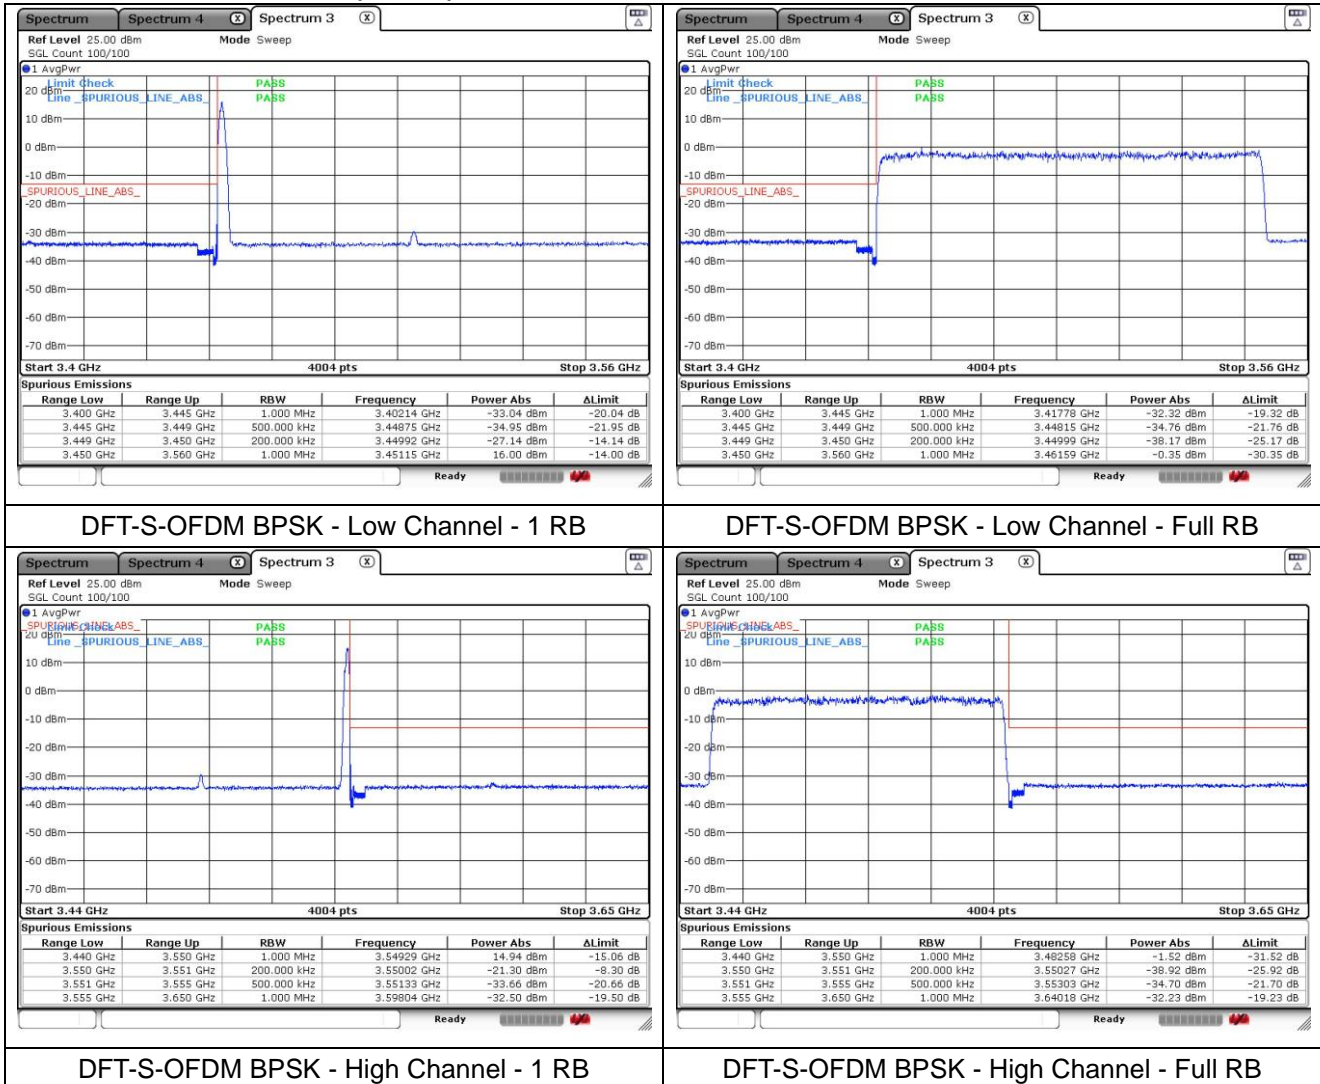 Spectrum Spectrum 4 X Spectrum 3 X
Ref Level 25.00 dBm Mode Sweep
SGL Count 100/100
1 AvgPwr
Limit Check PASS
20 dBm
Line _SPURIOUS_LINE_ABS_ PASS
10 dBm
0 dBm
-10 dBm
_SPURIOUS_LINE_ABS_
-20 dBm
-30 dBm
-40 dBm
-50 dBm
-60 dBm
-70 dBm
Start 3.4 GHz 4004 pts Stop 3.56 GHz
Spurious Emissions
Range Low Range Up RBW Frequency Power Abs ΔLimit
3.400 GHz 3.445 GHz 1.000 MHz 3.40214 GHz -33.04 dBm -20.04 dB
3.445 GHz 3.449 GHz 500.000 kHz 3.44875 GHz -34.95 dBm -21.95 dB
3.449 GHz 3.450 GHz 200.000 kHz 3.44992 GHz -27.14 dBm -14.14 dB
3.450 GHz 3.560 GHz 1.000 MHz 3.45115 GHz 16.00 dBm -14.00 dB
Ready
DFT-S-OFDM BPSK - Low Channel - 1 RB
Spectrum Spectrum 4 X Spectrum 3 X
Ref Level 25.00 dBm Mode Sweep
SGL Count 100/100
1 AvgPwr
Limit Check PASS
20 dBm
Line _SPURIOUS_LINE_ABS_ PASS
10 dBm
0 dBm
-10 dBm
_SPURIOUS_LINE_ABS_
-20 dBm
-30 dBm
-40 dBm
-50 dBm
-60 dBm
-70 dBm
Start 3.4 GHz 4004 pts Stop 3.56 GHz
Spurious Emissions
Range Low Range Up RBW Frequency Power Abs ΔLimit
3.400 GHz 3.445 GHz 1.000 MHz 3.41778 GHz -32.32 dBm -19.32 dB
3.445 GHz 3.449 GHz 500.000 kHz 3.44815 GHz -34.76 dBm -21.76 dB
3.449 GHz 3.450 GHz 200.000 kHz 3.44999 GHz -38.17 dBm -25.17 dB
3.450 GHz 3.560 GHz 1.000 MHz 3.46159 GHz -0.35 dBm -30.35 dB
Ready
DFT-S-OFDM BPSK - Low Channel - Full RB
Spectrum Spectrum 4 X Spectrum 3 X
Ref Level 25.00 dBm Mode Sweep
SGL Count 100/100
1 AvgPwr
_SPURIOUS_LINE_ABS_
Limit Check PASS
20 dBm
Line _SPURIOUS_LINE_ABS_ PASS
10 dBm
0 dBm
-10 dBm
-20 dBm
-30 dBm
-40 dBm
-50 dBm
-60 dBm
-70 dBm
Start 3.44 GHz 4004 pts Stop 3.65 GHz
Spurious Emissions
Range Low Range Up RBW Frequency Power Abs ΔLimit
3.440 GHz 3.550 GHz 1.000 MHz 3.54929 GHz 14.94 dBm -15.06 dB
3.550 GHz 3.551 GHz 200.000 kHz 3.55002 GHz -21.30 dBm -8.30 dB
3.551 GHz 3.555 GHz 500.000 kHz 3.55133 GHz -33.66 dBm -20.66 dB
3.555 GHz 3.650 GHz 1.000 MHz 3.59804 GHz -32.50 dBm -19.50 dB
Ready
DFT-S-OFDM BPSK - High Channel - 1 RB
Spectrum Spectrum 4 X Spectrum 3 X
Ref Level 25.00 dBm Mode Sweep
SGL Count 100/100
1 AvgPwr
_SPURIOUS_LINE_ABS_
Limit Check PASS
20 dBm
Line _SPURIOUS_LINE_ABS_ PASS
10 dBm
0 dBm
-10 dBm
-20 dBm
-30 dBm
-40 dBm
-50 dBm
-60 dBm
-70 dBm
Start 3.44 GHz 4004 pts Stop 3.65 GHz
Spurious Emissions
Range Low Range Up RBW Frequency Power Abs ΔLimit
3.440 GHz 3.550 GHz 1.000 MHz 3.48258 GHz -1.52 dBm -31.52 dB
3.550 GHz 3.551 GHz 200.000 kHz 3.55027 GHz -38.92 dBm -25.92 dB
3.551 GHz 3.555 GHz 500.000 kHz 3.55303 GHz -34.70 dBm -21.70 dB
3.555 GHz 3.650 GHz 1.000 MHz 3.64018 GHz -32.23 dBm -19.23 dB
Ready
DFT-S-OFDM BPSK - High Channel - Full RB